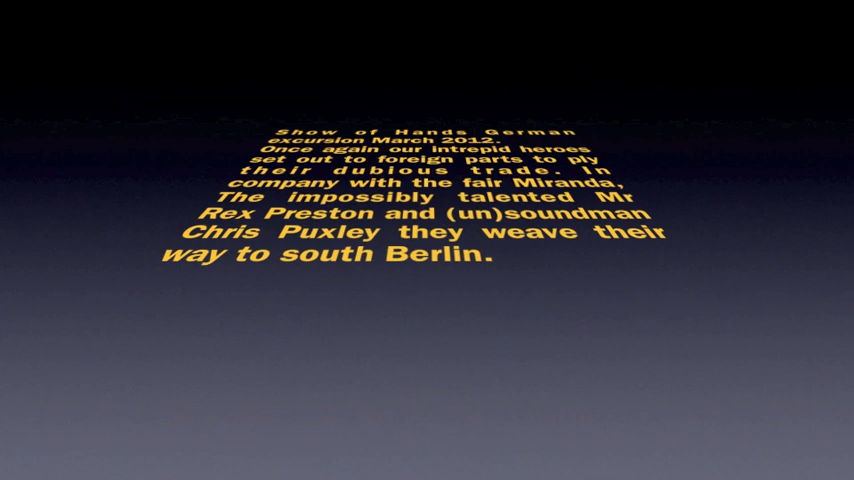 Show of Hands German
excursion March 2012.
Once again our intrepid heroes
set out to foreign parts to ply
their dubious trade. In
company with the fair Miranda,
The impossibly talented Mr
Rex Preston and (un)soundman
Chris Puxley they weave their
way to south Berlin.